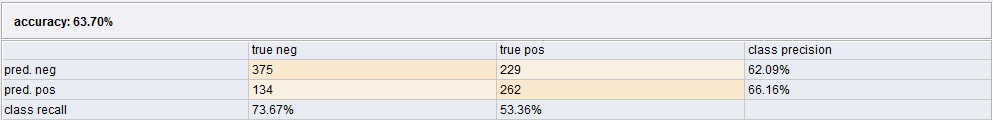 accuracy: 63.70%
true neg true pos class precision
pred. neg 375 229 62.09%
pred. pos 134 262 66.16%
class recall 73.67% 53.36%